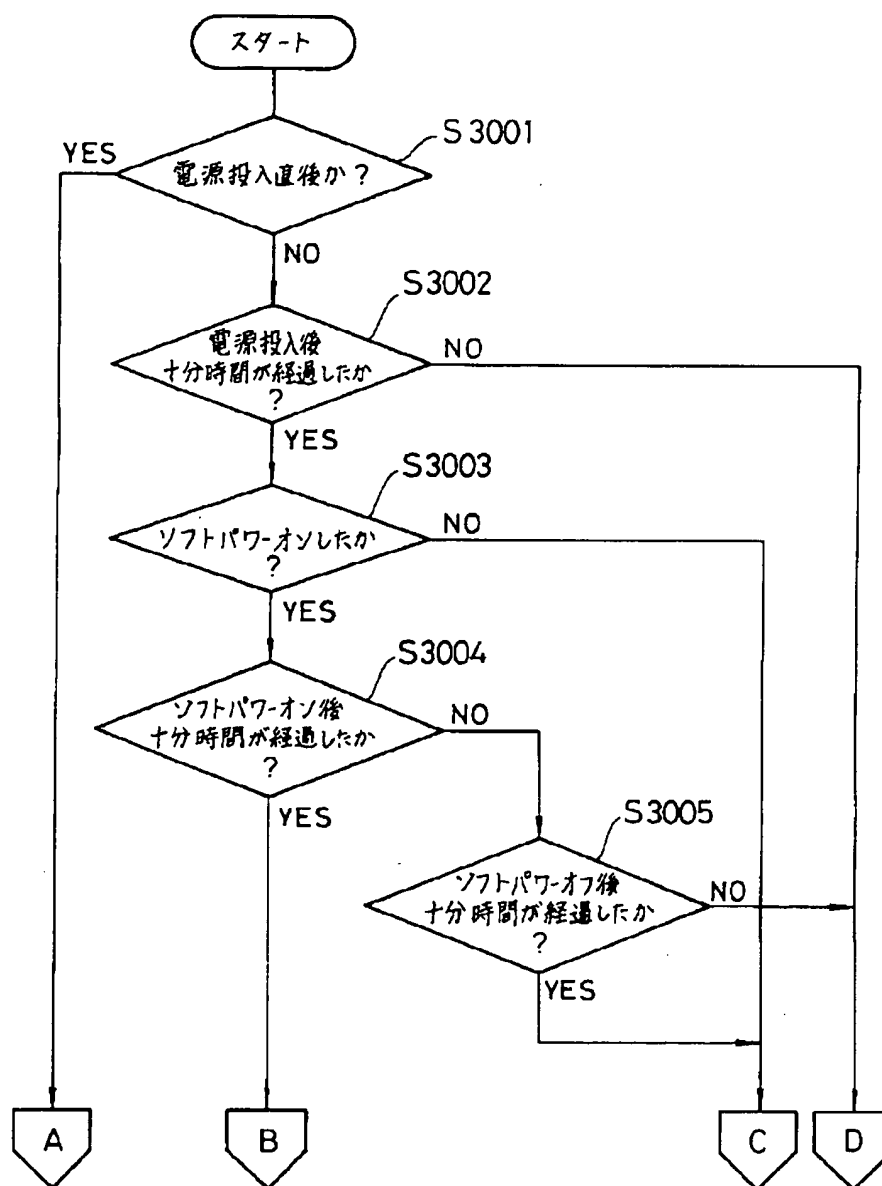 スタート
S3001
YES
電源投入直後か？
NO
S3002
電源投入後
十分時間が経過したか
？
NO
YES
S3003
ソフトパワーオンしたか
？
NO
YES
S3004
ソフトパワーオン後
十分時間が経過したか
？
NO
YES
S3005
ソフトパワーオフ後
十分時間が経過したか
？
NO
YES
A
B
C
D